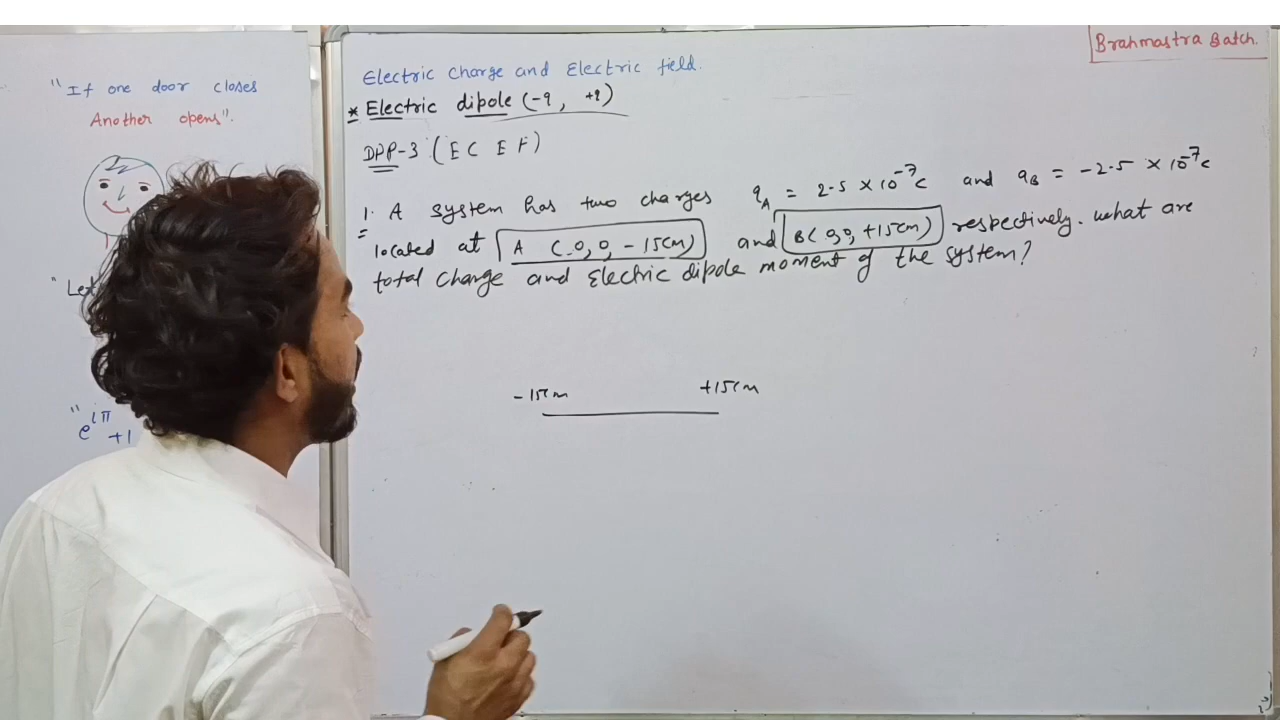 "If one door closes
Another opens".
"Let
"e^iπ +1
Brahmastra Batch.
Electric charge and Electric field.
* Electric dipole (-q, +q)
DPP-3 (E C E F)
1. A system has two charges q_A = 2.5 × 10^-7 C and q_B = -2.5 × 10^-7 C
located at A (0, 0, -15cm) and B(0, 0, +15cm) respectively. what are
total charge and Electric dipole moment of the system?
-15cm +15cm